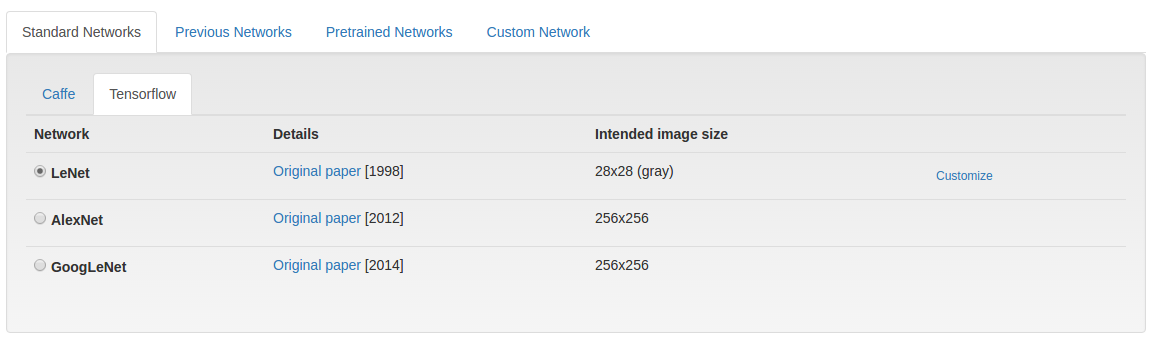 Standard Networks Previous Networks Pretrained Networks Custom Network
Caffe Tensorflow
Network Details Intended image size
LeNet Original paper [1998] 28x28 (gray) Customize
AlexNet Original paper [2012] 256x256
GoogLeNet Original paper [2014] 256x256